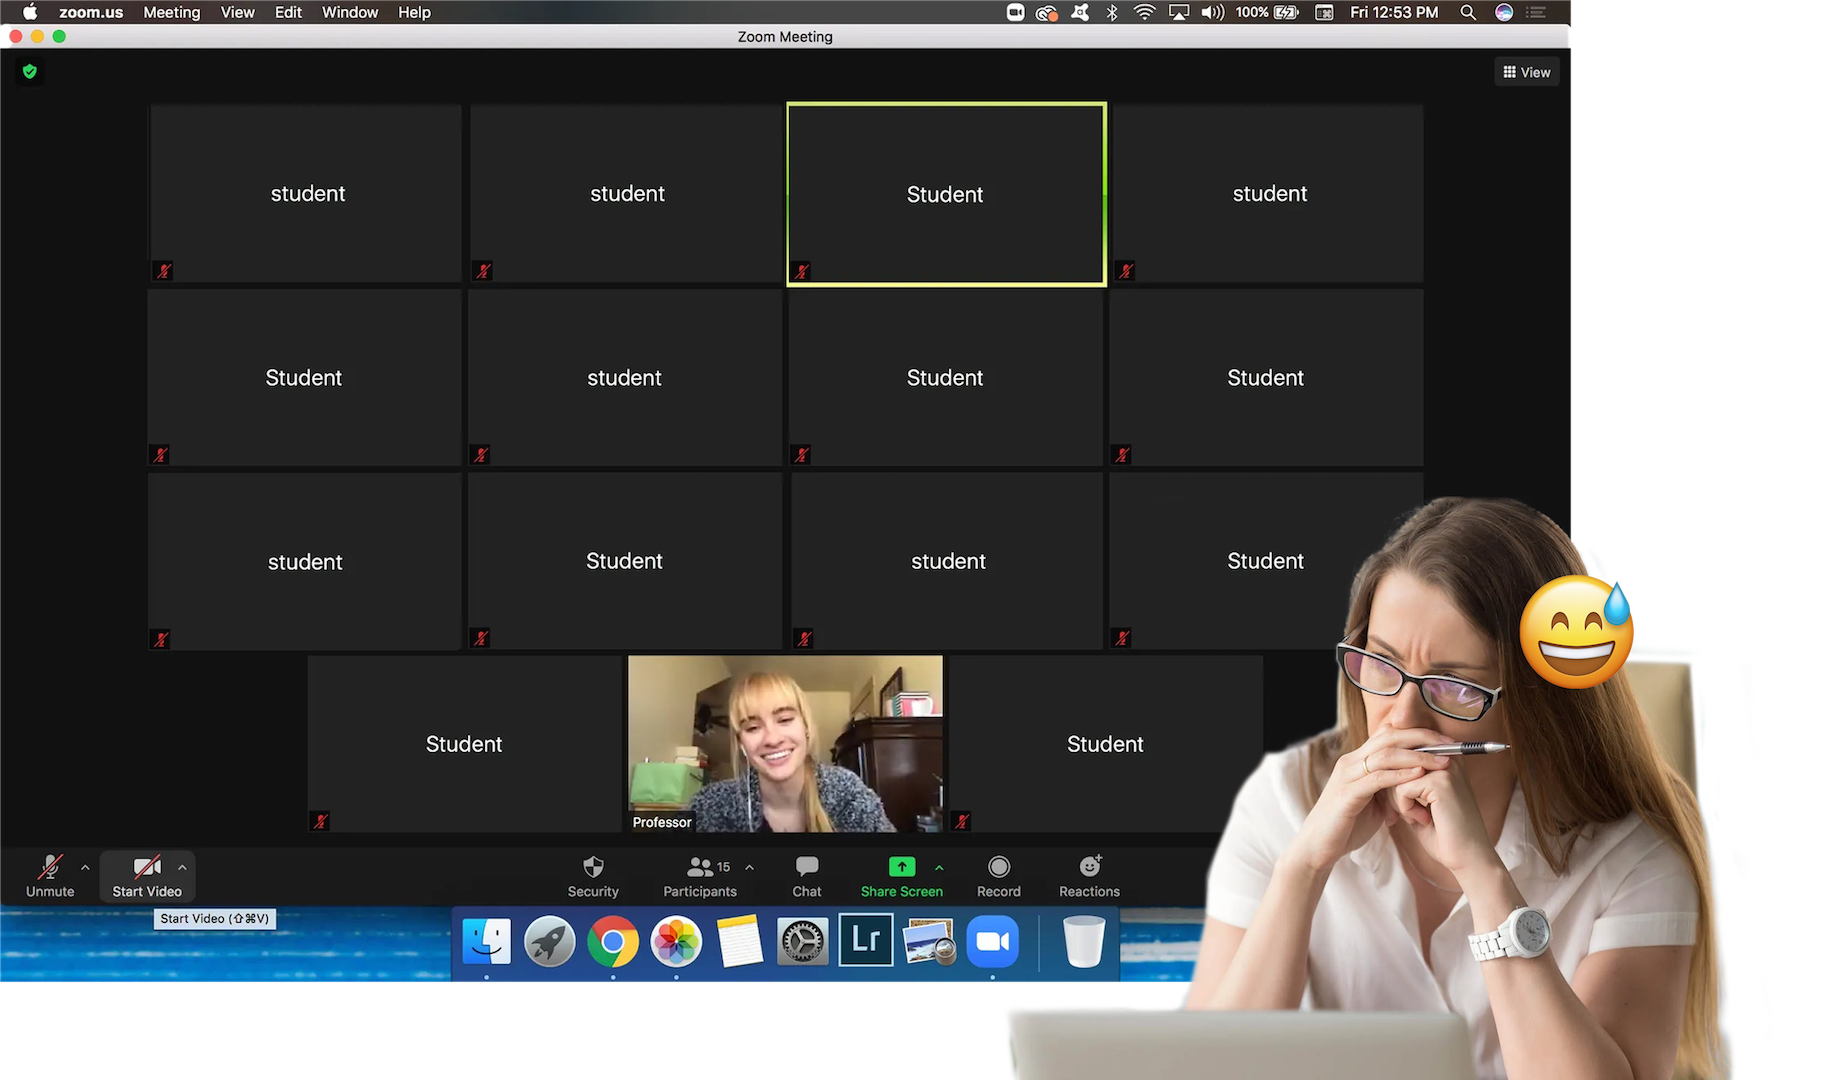 zoom.us Meeting View Edit Window Help 100% Fri 12:53 PM
Zoom Meeting
View
student student Student student
Student student Student Student
student Student student Student
Student Professor Student
Unmute Start Video Security Participants 15 Chat Share Screen Record Reactions
Start Video (⇧⌘V)
Lr